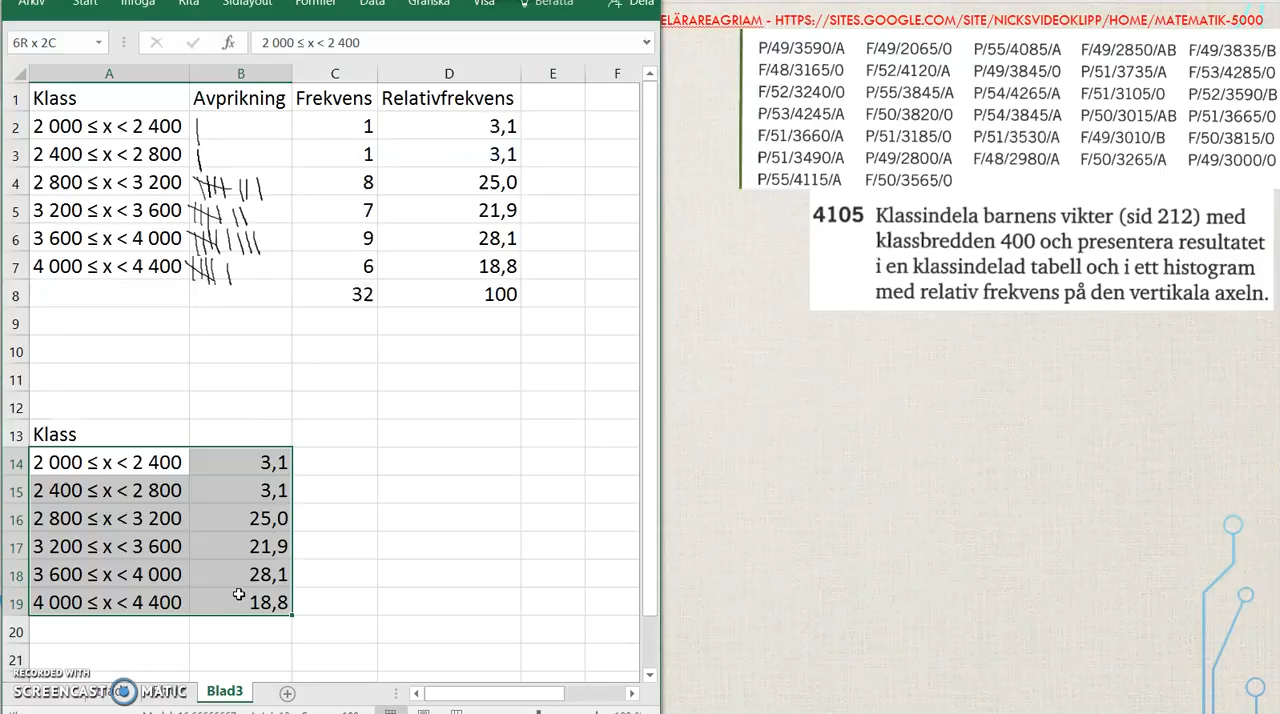 Arkiv Start Infoga Rita Sidlayout Formler Data Granska Visa Berätta Dela
6R x 2C fx 2 000 ≤ x < 2 400
A B C D E F
1 Klass Avprikning Frekvens Relativfrekvens
2 2 000 ≤ x < 2 400 1 3,1
3 2 400 ≤ x < 2 800 1 3,1
4 2 800 ≤ x < 3 200 8 25,0
5 3 200 ≤ x < 3 600 7 21,9
6 3 600 ≤ x < 4 000 9 28,1
7 4 000 ≤ x < 4 400 6 18,8
8 32 100
9
10
11
12
13 Klass
14 2 000 ≤ x < 2 400 3,1
15 2 400 ≤ x < 2 800 3,1
16 2 800 ≤ x < 3 200 25,0
17 3 200 ≤ x < 3 600 21,9
18 3 600 ≤ x < 4 000 28,1
19 4 000 ≤ x < 4 400 18,8
20
21
RECORDED WITH
SCREENCAST MATIC
Blad3
ELÄRAREAGRIAM - HTTPS://SITES.GOOGLE.COM/SITE/NICKSVIDEOKLIPP/HOME/MATEMATIK-5000
P/49/3590/A F/49/2065/0 P/55/4085/A F/49/2850/AB F/49/3835/B
F/48/3165/0 F/52/4120/A P/49/3845/0 P/51/3735/A F/53/4285/0
F/52/3240/0 P/55/3845/A P/54/4265/A F/51/3105/0 P/52/3590/B
P/53/4245/A F/50/3820/0 P/54/3845/A P/50/3015/AB P/51/3665/0
F/51/3660/A P/51/3185/0 P/51/3530/A F/49/3010/B F/50/3815/0
P/51/3490/A P/49/2800/A F/48/2980/A F/50/3265/A P/49/3000/0
P/55/4115/A F/50/3565/0
4105 Klassindela barnens vikter (sid 212) med
klassbredden 400 och presentera resultatet
i en klassindelad tabell och i ett histogram
med relativ frekvens på den vertikala axeln.